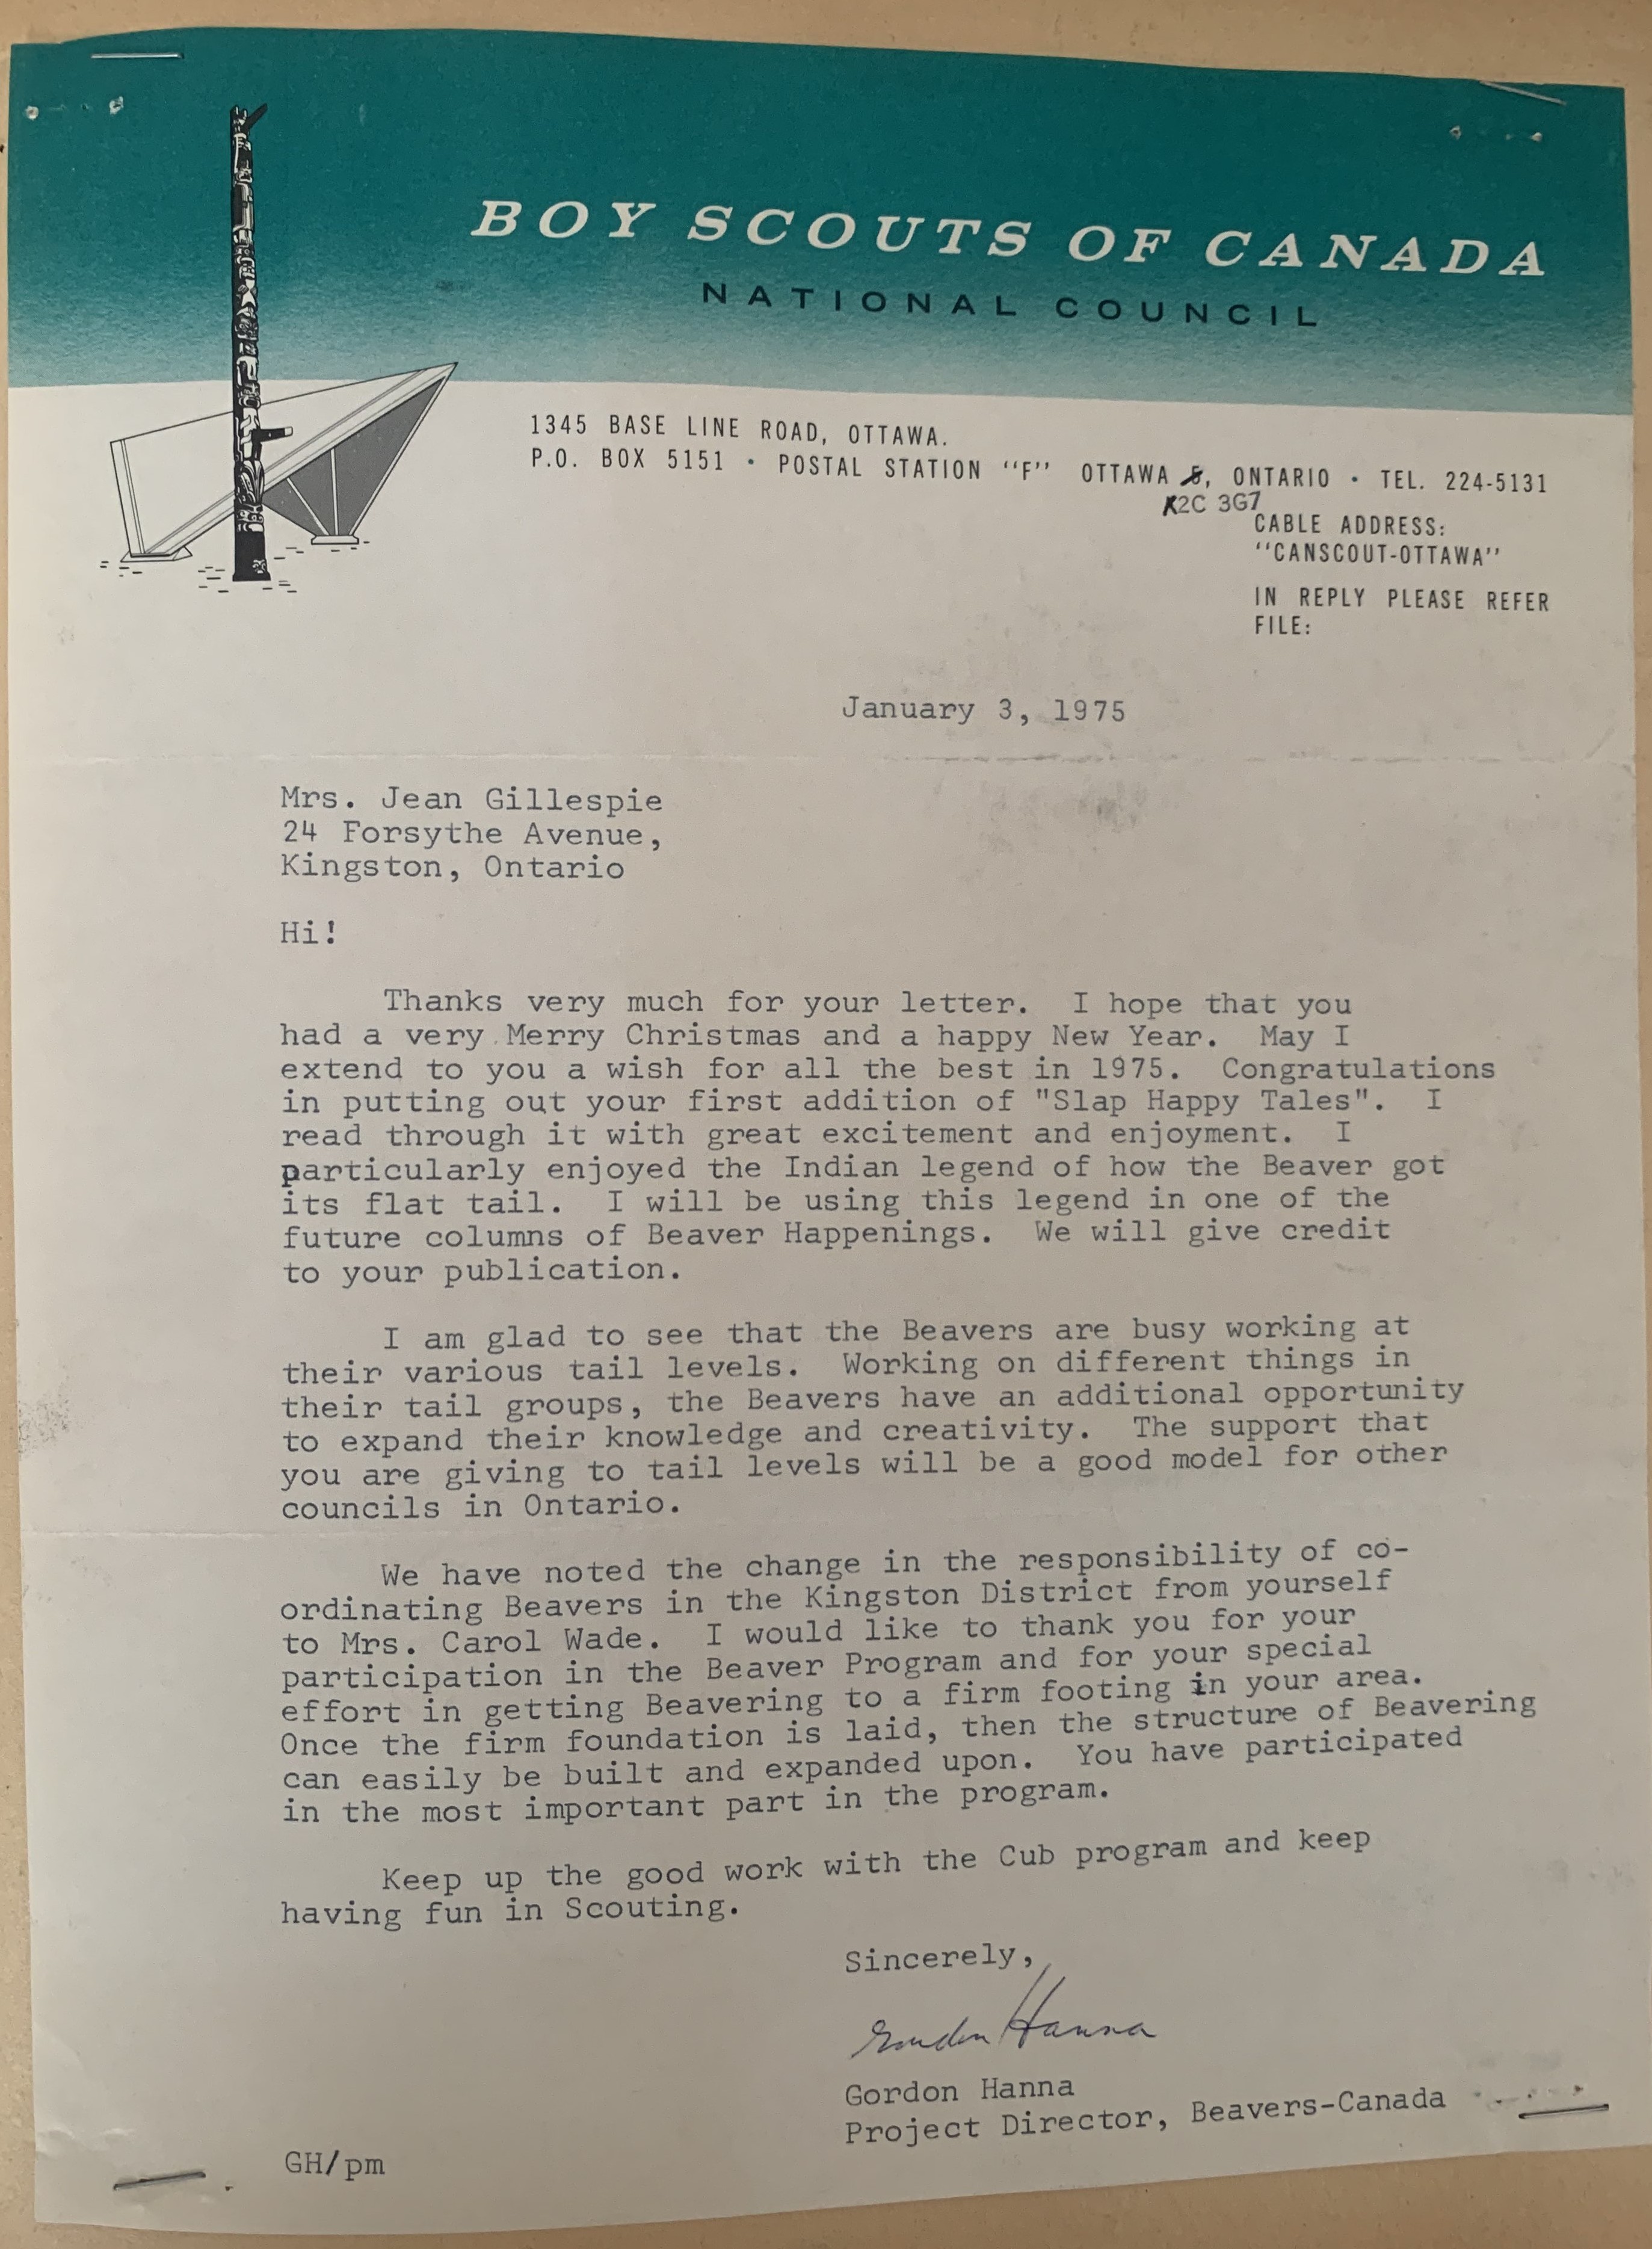 BOY SCOUTS OF CANADA
NATIONAL COUNCIL
1345 BASE LINE ROAD, OTTAWA.
P.O. BOX 5151 · POSTAL STATION "F" OTTAWA 5, ONTARIO · TEL. 224-5131
K2C 3G7
CABLE ADDRESS:
"CANSCOUT-OTTAWA"
IN REPLY PLEASE REFER
FILE:
January 3, 1975
Mrs. Jean Gillespie
24 Forsythe Avenue,
Kingston, Ontario
Hi!
Thanks very much for your letter. I hope that you
had a very Merry Christmas and a happy New Year. May I
extend to you a wish for all the best in 1975. Congratulations
in putting out your first addition of "Slap Happy Tales". I
read through it with great excitement and enjoyment. I
particularly enjoyed the Indian legend of how the Beaver got
its flat tail. I will be using this legend in one of the
future columns of Beaver Happenings. We will give credit
to your publication.
I am glad to see that the Beavers are busy working at
their various tail levels. Working on different things in
their tail groups, the Beavers have an additional opportunity
to expand their knowledge and creativity. The support that
you are giving to tail levels will be a good model for other
councils in Ontario.
We have noted the change in the responsibility of co-
ordinating Beavers in the Kingston District from yourself
to Mrs. Carol Wade. I would like to thank you for your
participation in the Beaver Program and for your special
effort in getting Beavering to a firm footing in your area.
Once the firm foundation is laid, then the structure of Beavering
can easily be built and expanded upon. You have participated
in the most important part in the program.
Keep up the good work with the Cub program and keep
having fun in Scouting.
Sincerely,
Gordon Hanna
Gordon Hanna
Project Director, Beavers-Canada
GH/pm